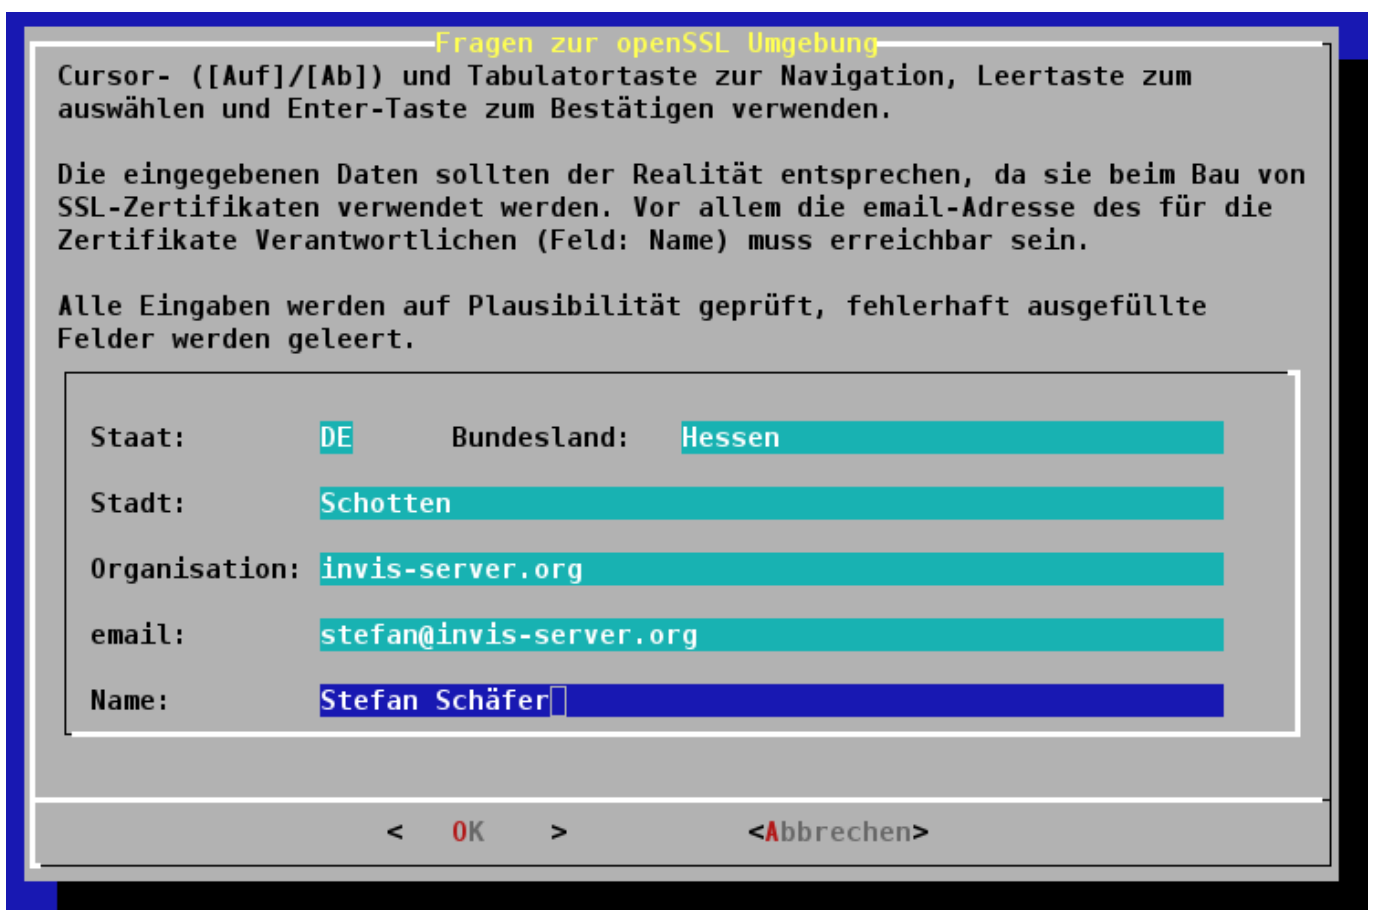 Fragen zur openSSL Umgebung
Cursor- ([Auf]/[Ab]) und Tabulatortaste zur Navigation, Leertaste zum
auswählen und Enter-Taste zum Bestätigen verwenden.
Die eingegebenen Daten sollten der Realität entsprechen, da sie beim Bau von
SSL-Zertifikaten verwendet werden. Vor allem die email-Adresse des für die
Zertifikate Verantwortlichen (Feld: Name) muss erreichbar sein.
Alle Eingaben werden auf Plausibilität geprüft, fehlerhaft ausgefüllte
Felder werden geleert.
Staat: DE Bundesland: Hessen
Stadt: Schotten
Organisation: invis-server.org
email: stefan@invis-server.org
Name: Stefan Schäfer
< OK > <Abbrechen>